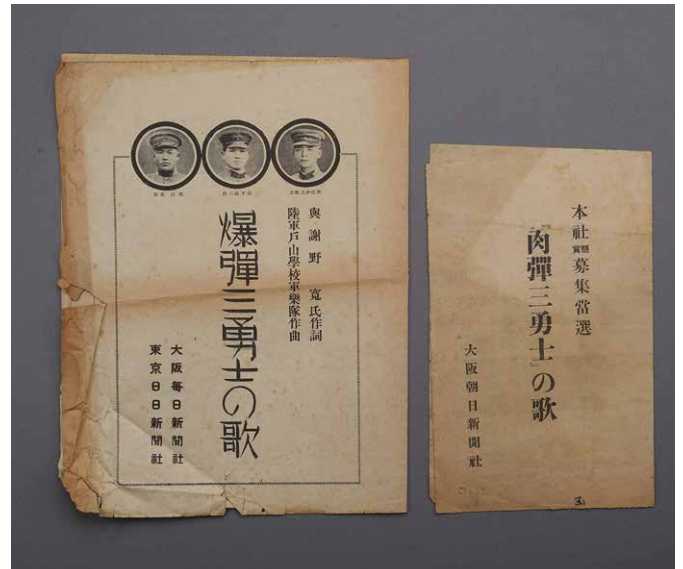 與謝野 寛氏作詞
陸軍戸山學校軍樂隊作曲
爆彈三勇士の歌
大阪毎日新聞社
東京日日新聞社
本社懸賞募集當選
『肉彈三勇士』の歌
大阪朝日新聞社